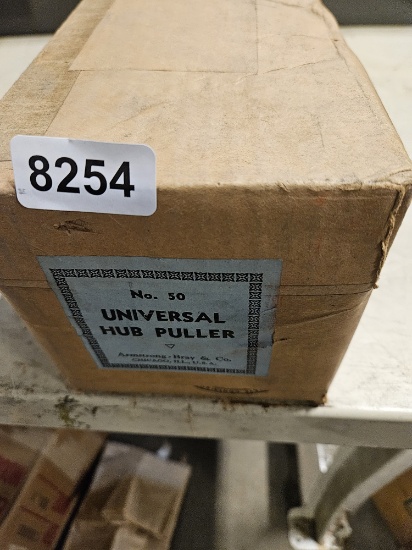 8254
No. 50
UNIVERSAL
HUB PULLER
Armstrong-Bray & Co.
CHICAGO, ILL., U.S.A.